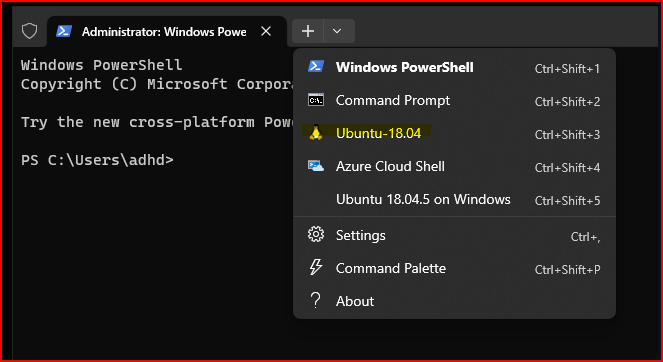 Administrator: Windows Powe
Windows PowerShell
Copyright (C) Microsoft Corpora
Try the new cross-platform Pow
PS C:\Users\adhd>
Windows PowerShell Ctrl+Shift+1
Command Prompt Ctrl+Shift+2
Ubuntu-18.04 Ctrl+Shift+3
Azure Cloud Shell Ctrl+Shift+4
Ubuntu 18.04.5 on Windows Ctrl+Shift+5
Settings Ctrl+,
Command Palette Ctrl+Shift+P
About